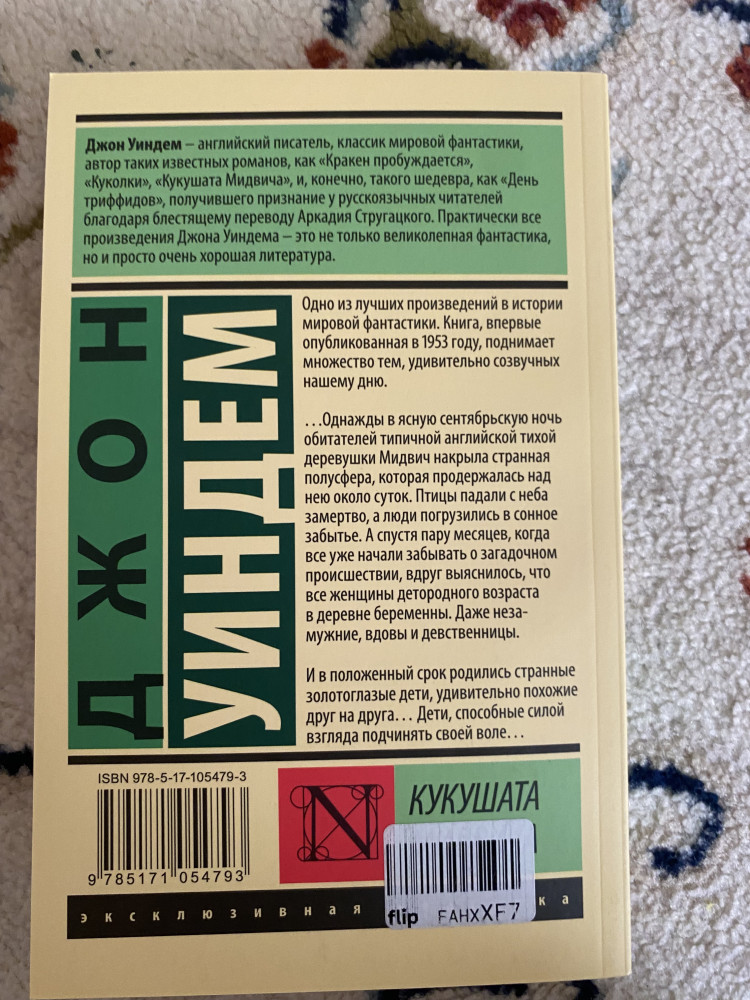 Джон Уиндем – английский писатель, классик мировой фантастики,
автор таких известных романов, как «Кракен пробуждается»,
«Куколки», «Кукушата Мидвича», и, конечно, такого шедевра, как «День
триффидов», получившего признание у русскоязычных читателей
благодаря блестящему переводу Аркадия Стругацкого. Практически все
произведения Джона Уиндема – это не только великолепная фантастика,
но и просто очень хорошая литература.
ДЖОН
УИНДЕМ
Одно из лучших произведений в истории
мировой фантастики. Книга, впервые
опубликованная в 1953 году, поднимает
множество тем, удивительно созвучных
нашему дню.
…Однажды в ясную сентябрьскую ночь
обитателей типичной английской тихой
деревушки Мидвич накрыла странная
полусфера, которая продержалась над
нею около суток. Птицы падали с неба
замертво, а люди погрузились в сонное
забытье. А спустя пару месяцев, когда
все уже начали забывать о загадочном
происшествии, вдруг выяснилось, что
все женщины детородного возраста
в деревне беременны. Даже неза-
мужние, вдовы и девственницы.
И в положенный срок родились странные
золотоглазые дети, удивительно похожие
друг на друга… Дети, способные силой
взгляда подчинять своей воле…
ISBN 978-5-17-105479-3
9 785171 054793
N
КУКУШАТА
flip EAHXXF7
эксклюзивная